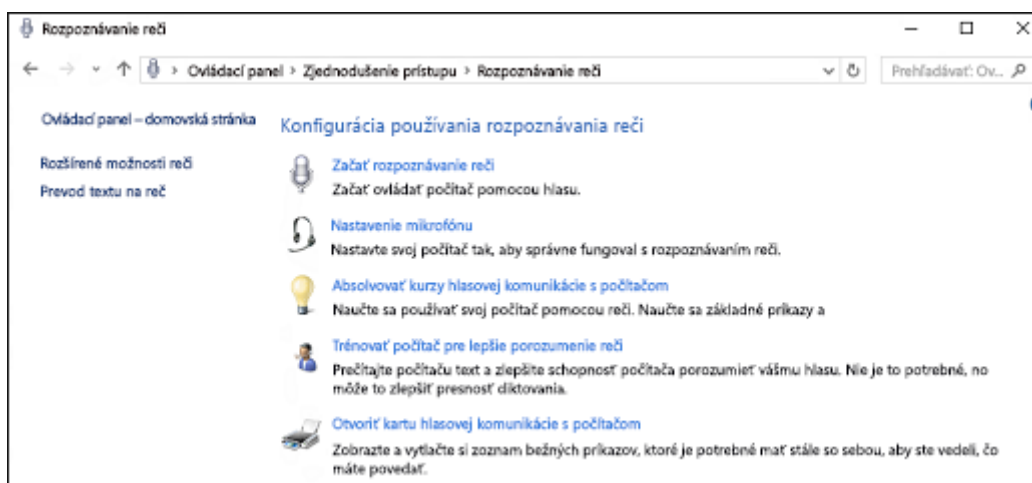 Rozpoznávanie reči
Ovládací panel > Zjednodušenie prístupu > Rozpoznávanie reči
Prehľadávať: Ov...
Ovládací panel – domovská stránka
Rozšírené možnosti reči
Prevod textu na reč
Konfigurácia používania rozpoznávania reči
Začať rozpoznávanie reči
Začať ovládať počítač pomocou hlasu.
Nastavenie mikrofónu
Nastavte svoj počítač tak, aby správne fungoval s rozpoznávaním reči.
Absolvovať kurzy hlasovej komunikácie s počítačom
Naučte sa používať svoj počítač pomocou reči. Naučte sa základné príkazy a
Trénovať počítač pre lepšie porozumenie reči
Prečítajte počítaču text a zlepšite schopnosť počítača porozumieť vášmu hlasu. Nie je to potrebné, no
môže to zlepšiť presnosť diktovania.
Otvoriť kartu hlasovej komunikácie s počítačom
Zobrazte a vytlačte si zoznam bežných príkazov, ktoré je potrebné mať stále so sebou, aby ste vedeli, čo
máte povedať.